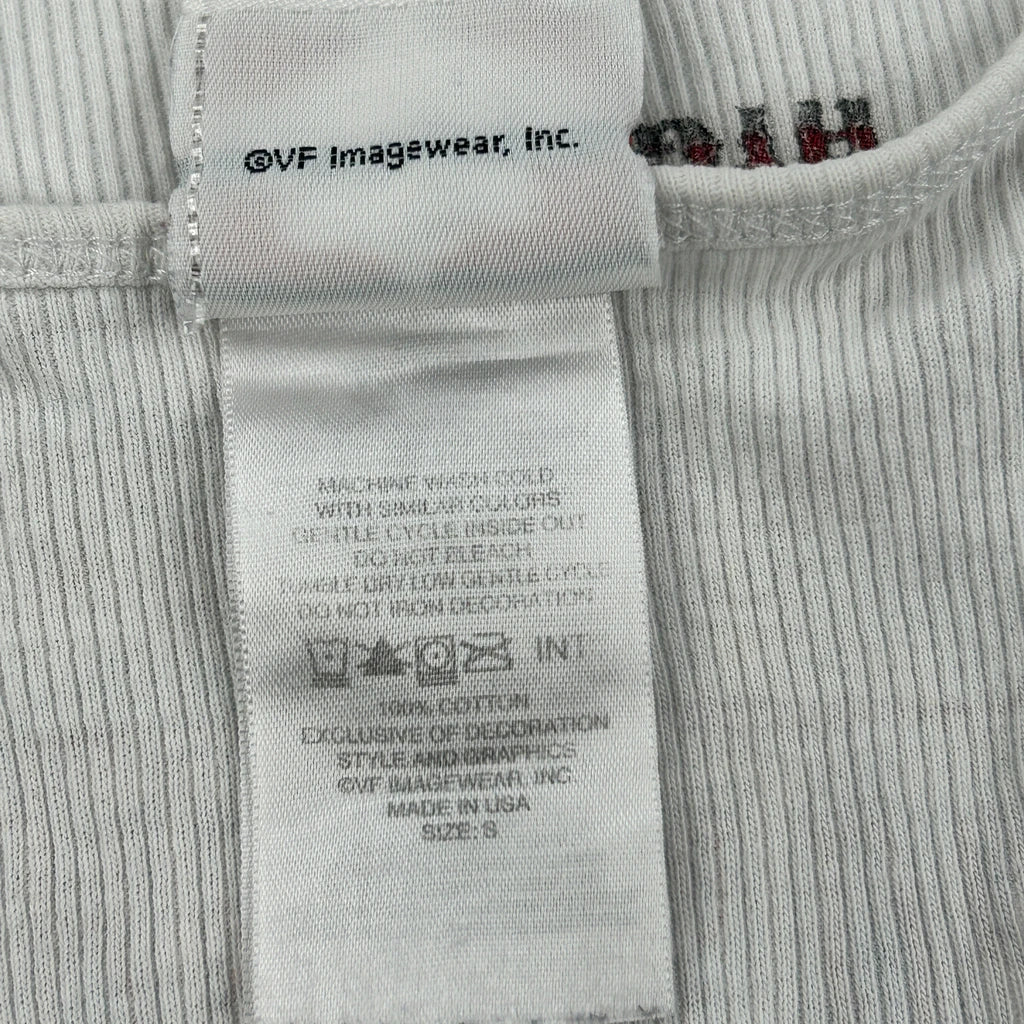 ©VF Imagewear, Inc.
MACHINE WASH COLD
WITH SIMILAR COLORS
GENTLE CYCLE INSIDE OUT
DO NOT BLEACH
TUMBLE DRY LOW GENTLE CYCLE
DO NOT IRON DECORATION
INT
100% COTTON
EXCLUSIVE OF DECORATION
STYLE AND GRAPHICS
©VF IMAGEWEAR, INC.
MADE IN USA
SIZE: S